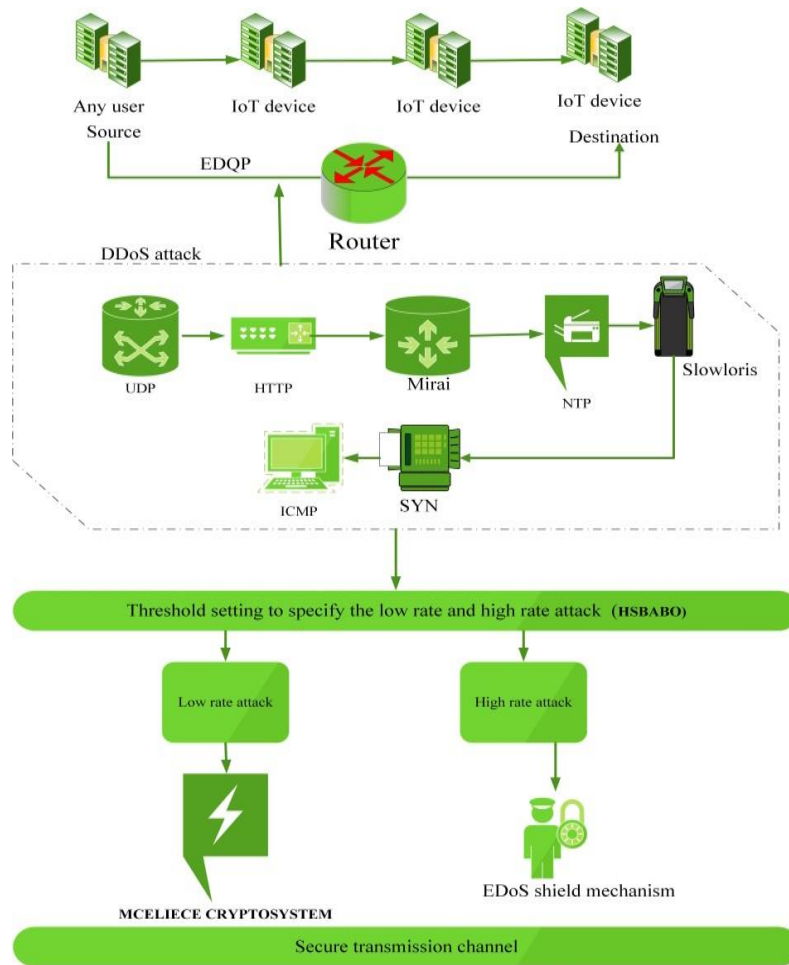 Any user
Source
IoT device
IoT device
IoT device
Destination
EDQP
Router
DDoS attack
UDP
HTTP
Mirai
NTP
Slowloris
ICMP
SYN
Threshold setting to specify the low rate and high rate attack (HSBABO)
Low rate attack
High rate attack
MCELIECE CRYPTOSYSTEM
EDoS shield mechanism
Secure transmission channel